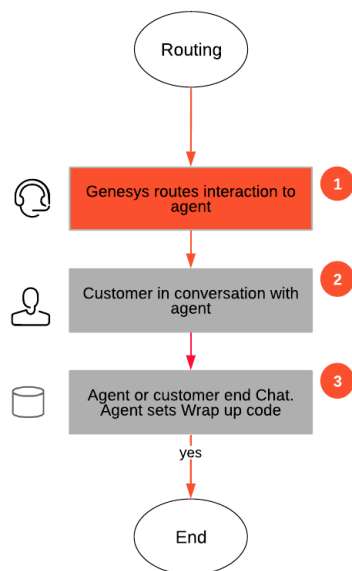 Routing
Genesys routes interaction to
agent
1
Customer in conversation with
agent
2
Agent or customer end Chat.
Agent sets Wrap up code
3
yes
End